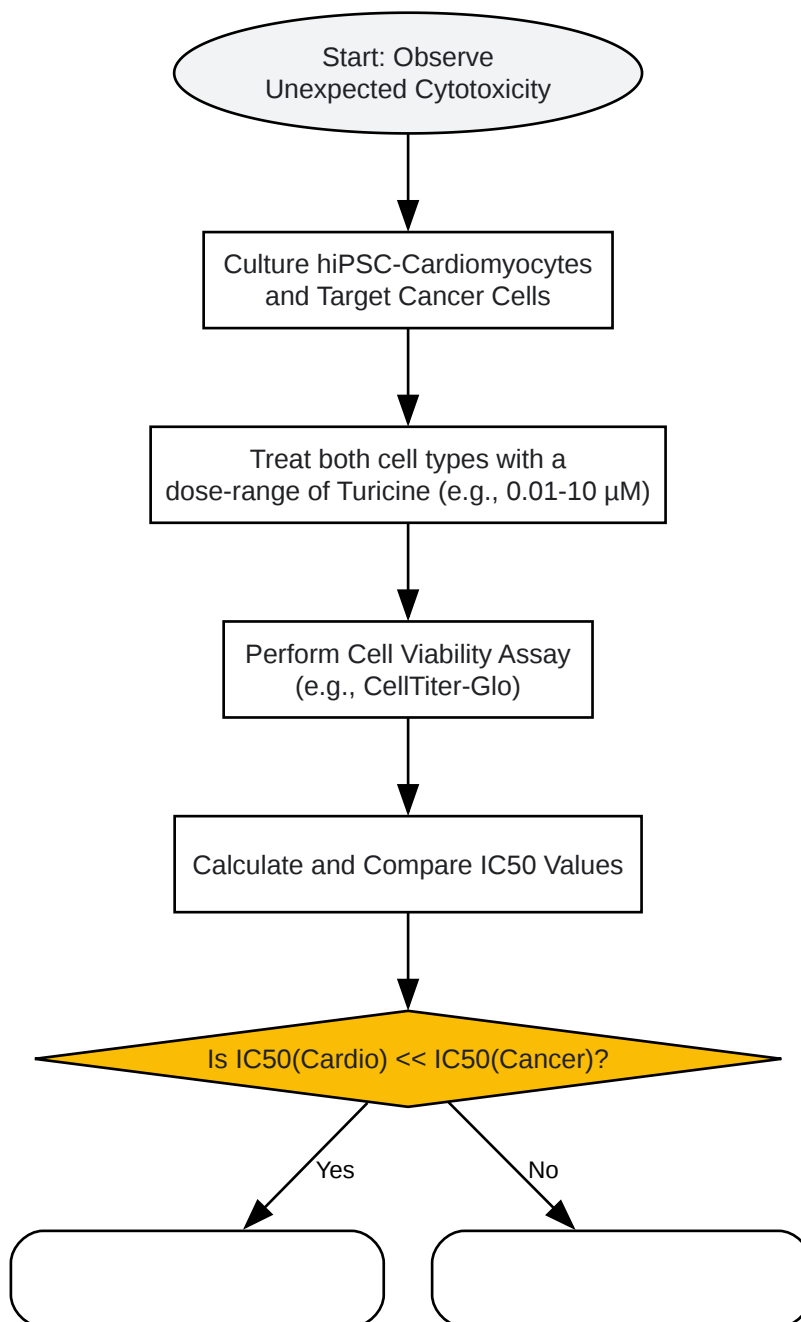 Start: Observe
Unexpected Cytotoxicity
Culture hiPSC-Cardiomyocytes
and Target Cancer Cells
Treat both cell types with a
dose-range of Turicine (e.g., 0.01-10 µM)
Perform Cell Viability Assay
(e.g., CellTiter-Glo)
Calculate and Compare IC50 Values
Is IC50(Cardio) << IC50(Cancer)?
Yes
No